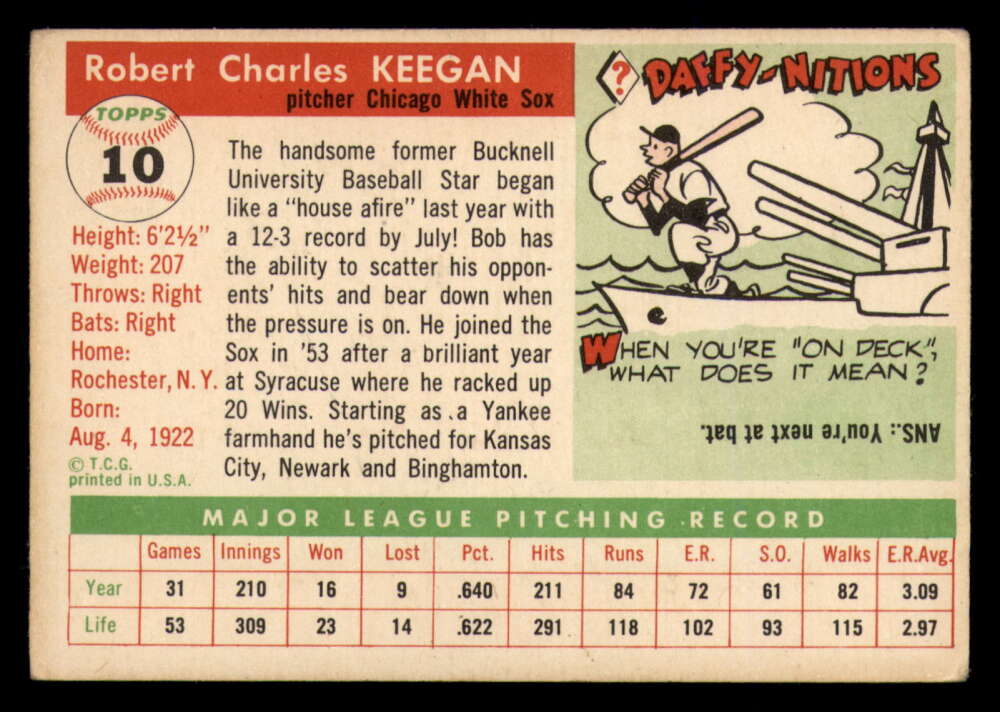 Robert Charles KEEGAN
pitcher Chicago White Sox
TOPPS
10
Height: 6'2½"
Weight: 207
Throws: Right
Bats: Right
Home:
Rochester, N. Y.
Born:
Aug. 4, 1922
© T.C.G.
printed in U.S.A.
The handsome former Bucknell
University Baseball Star began
like a "house afire" last year with
a 12-3 record by July! Bob has
the ability to scatter his oppon-
ents' hits and bear down when
the pressure is on. He joined the
Sox in '53 after a brilliant year
at Syracuse where he racked up
20 Wins. Starting as a Yankee
farmhand he's pitched for Kansas
City, Newark and Binghamton.
? DAFFY-NITIONS
WHEN YOU'RE "ON DECK",
WHAT DOES IT MEAN?
ANS.: You're next at bat.
MAJOR LEAGUE PITCHING RECORD
Games Innings Won Lost Pct. Hits Runs E.R. S.O. Walks E.R.Avg.
Year 31 210 16 9 .640 211 84 72 61 82 3.09
Life 53 309 23 14 .622 291 118 102 93 115 2.97